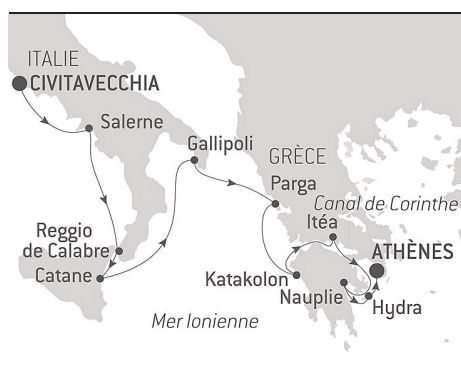 ITALIE
CIVITAVECCHIA
Salerne
Gallipoli
GRÈCE
Parga
Canal de Corinthe
Itéa
Reggio
de Calabre
Catane
ATHÈNES
Katakolon
Nauplie
Hydra
Mer Ionienne